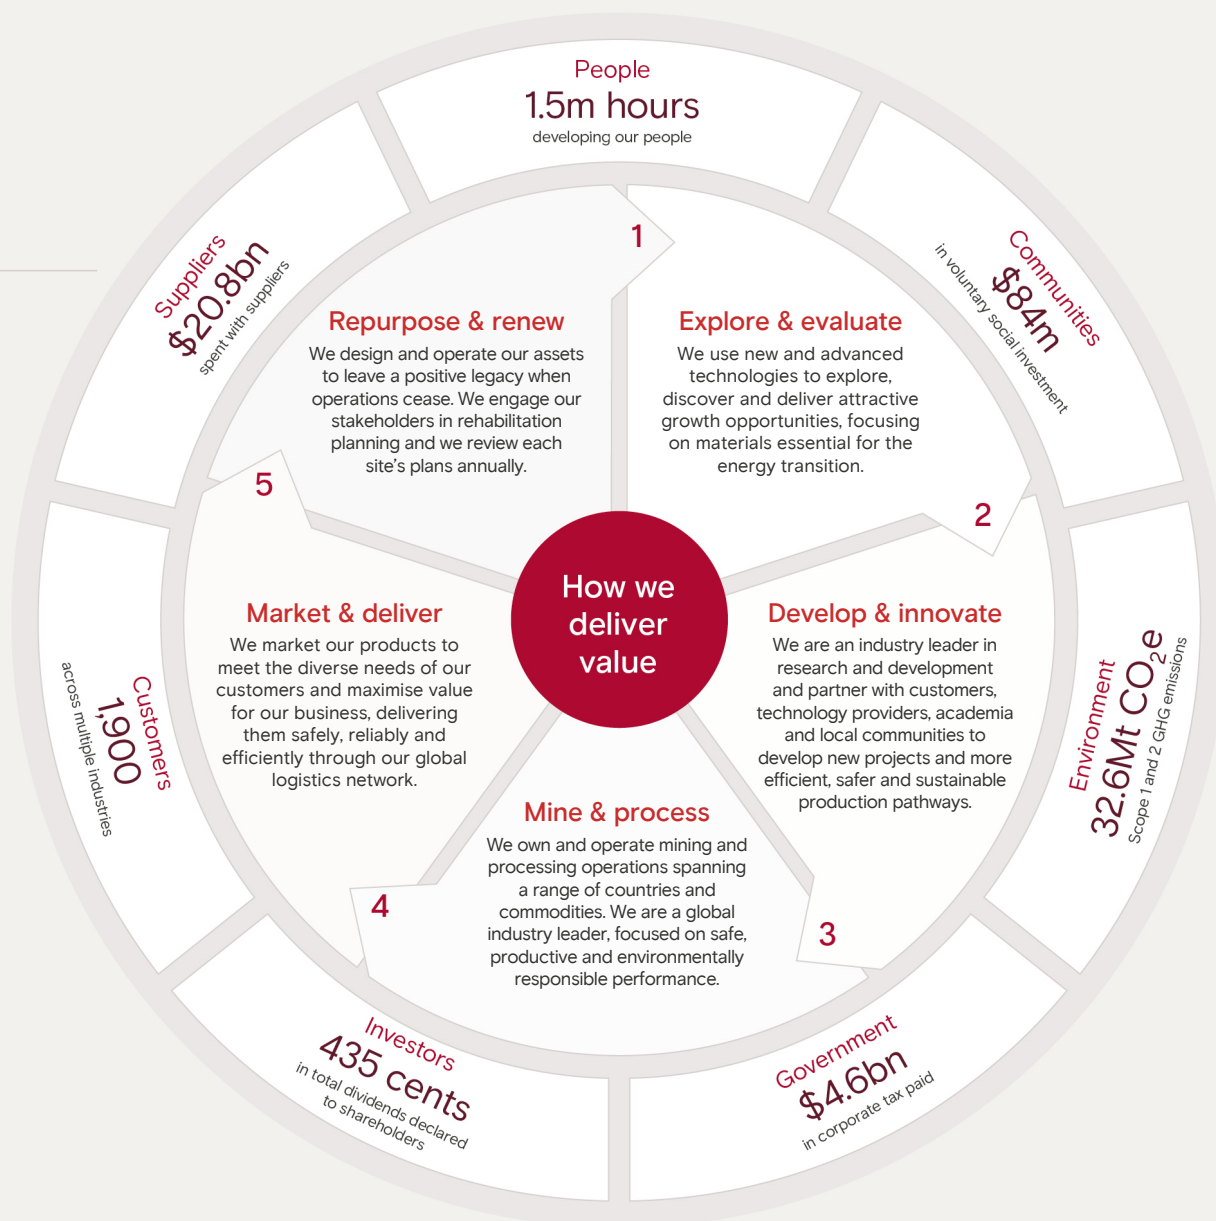 People
1.5m hours
developing our people
Communities
$84m
in voluntary social investment
Environment
32.6Mt CO₂e
Scope 1 and 2 GHG emissions
Government
$4.6bn
in corporate tax paid
Investors
435 cents
in total dividends declared
to shareholders
Customers
1,900
across multiple industries
Suppliers
$20.8bn
spent with suppliers
How we
deliver
value
1
Explore & evaluate
We use new and advanced
technologies to explore,
discover and deliver attractive
growth opportunities, focusing
on materials essential for the
energy transition.
2
Develop & innovate
We are an industry leader in
research and development
and partner with customers,
technology providers, academia
and local communities to
develop new projects and more
efficient, safer and sustainable
production pathways.
3
Mine & process
We own and operate mining and
processing operations spanning
a range of countries and
commodities. We are a global
industry leader, focused on safe,
productive and environmentally
responsible performance.
4
Market & deliver
We market our products to
meet the diverse needs of our
customers and maximise value
for our business, delivering
them safely, reliably and
efficiently through our global
logistics network.
5
Repurpose & renew
We design and operate our assets
to leave a positive legacy when
operations cease. We engage our
stakeholders in rehabilitation
planning and we review each
site's plans annually.